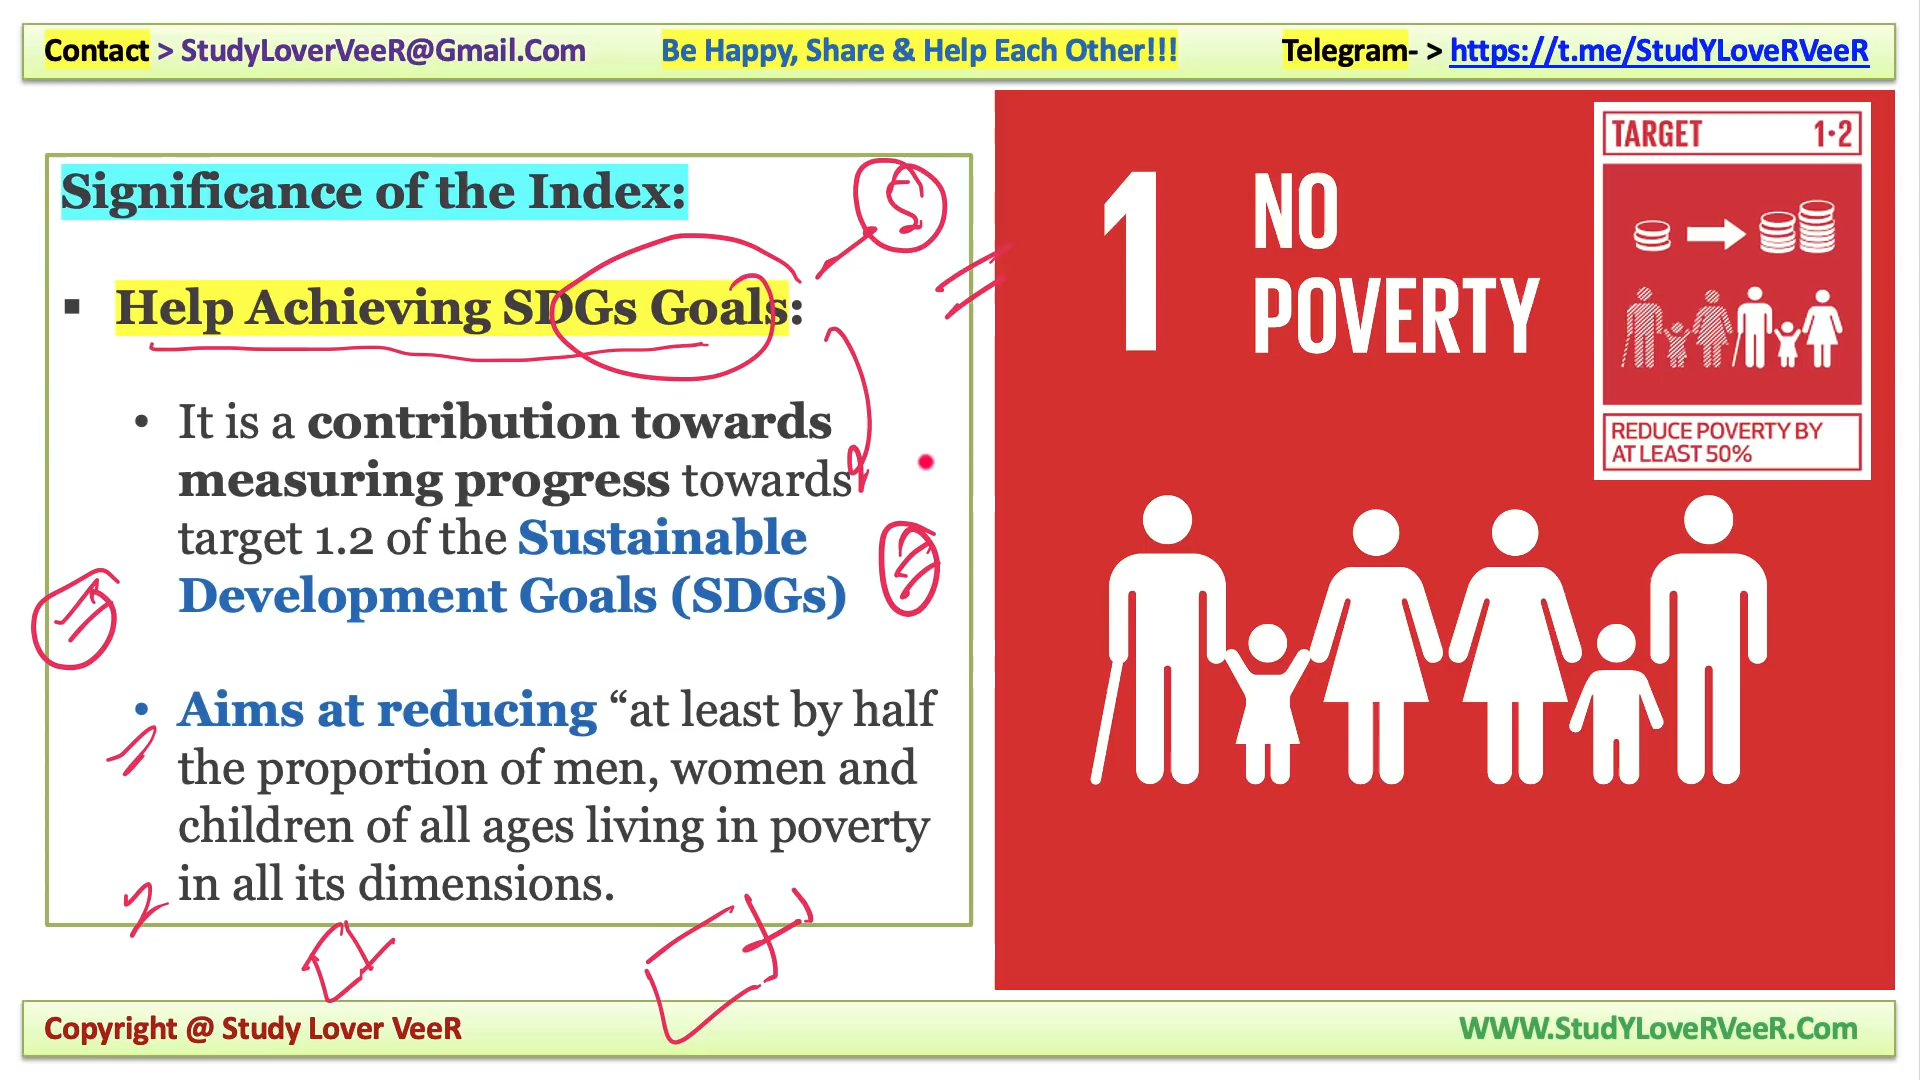 Contact > StudyLoverVeeR@Gmail.Com Be Happy, Share & Help Each Other!!! Telegram- > https://t.me/StudYLoveRVeeR
Significance of the Index:
▪ Help Achieving SDGs Goals:
• It is a contribution towards
measuring progress towards
target 1.2 of the Sustainable
Development Goals (SDGs)
• Aims at reducing “at least by half
the proportion of men, women and
children of all ages living in poverty
in all its dimensions.
1 NO
POVERTY
TARGET 1·2
REDUCE POVERTY BY
AT LEAST 50%
Copyright @ Study Lover VeeR WWW.StudYLoveRVeeR.Com